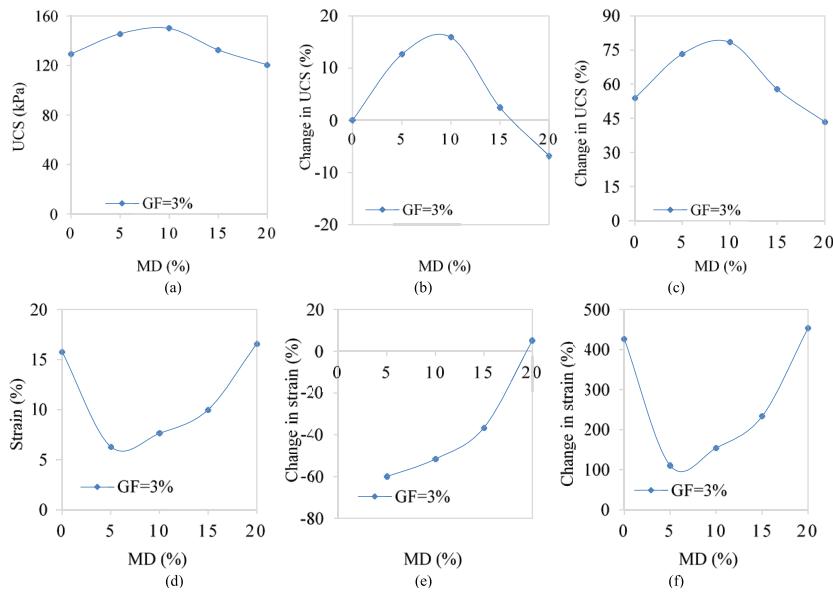 160
120
80
40
0
UCS (kPa)
GF=3%
0 5 10 15 20
MD (%)
(a)
20
10
0
-10
-20
Change in UCS (%)
0 5 10 15 20
GF=3%
MD (%)
(b)
90
75
60
45
30
15
0
Change in UCS (%)
GF=3%
0 5 10 15 20
MD (%)
(c)
20
15
10
5
0
Strain (%)
GF=3%
0 5 10 15 20
MD (%)
(d)
20
0
-20
-40
-60
-80
Change in strain (%)
0 5 10 15 20
GF=3%
MD (%)
(e)
500
400
300
200
100
0
Change in strain (%)
GF=3%
0 5 10 15 20
MD (%)
(f)